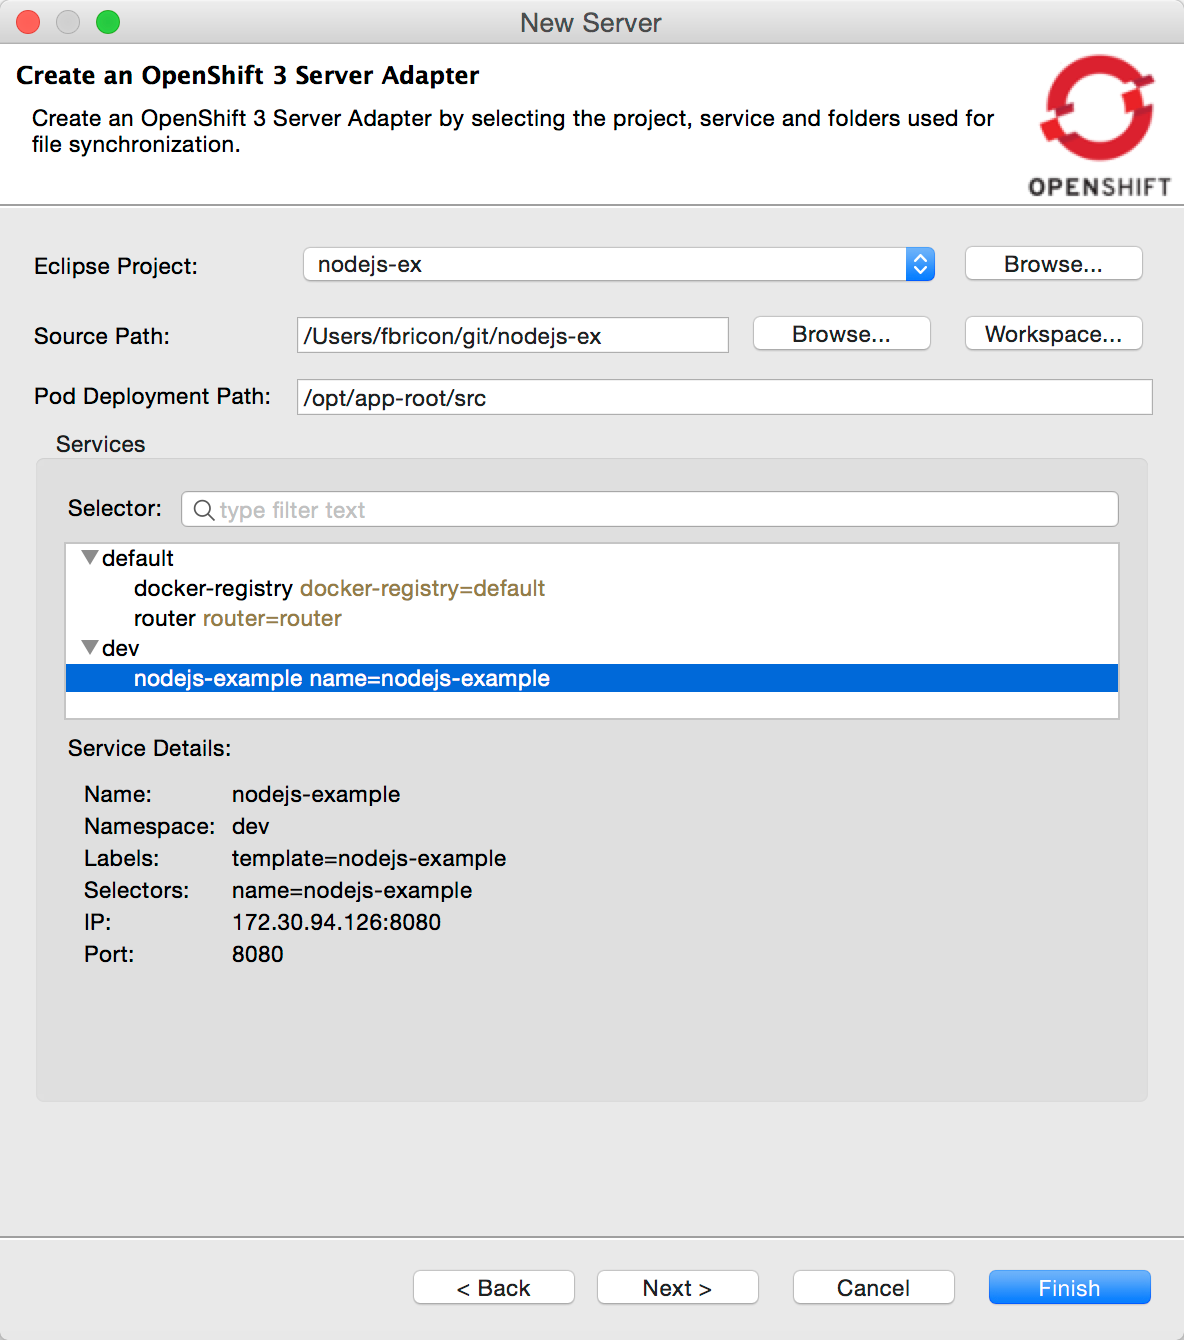 New Server
Create an OpenShift 3 Server Adapter
Create an OpenShift 3 Server Adapter by selecting the project, service and folders used for
file synchronization.
OPENSHIFT
Eclipse Project: nodejs-ex Browse...
Source Path: /Users/fbricon/git/nodejs-ex Browse... Workspace...
Pod Deployment Path: /opt/app-root/src
Services
Selector: type filter text
default
docker-registry docker-registry=default
router router=router
dev
nodejs-example name=nodejs-example
Service Details:
Name: nodejs-example
Namespace: dev
Labels: template=nodejs-example
Selectors: name=nodejs-example
IP: 172.30.94.126:8080
Port: 8080
< Back Next > Cancel Finish